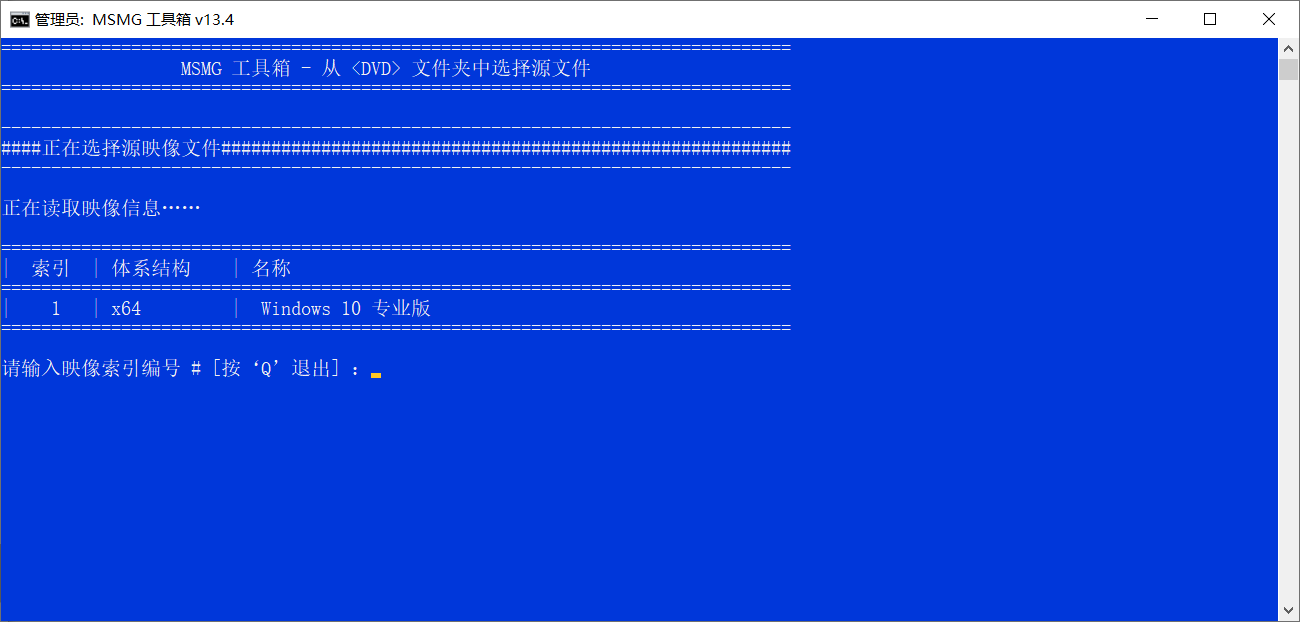 管理员: MSMG 工具箱 v13.4
===============================================================================
MSMG 工具箱 - 从 <DVD> 文件夹中选择源文件
===============================================================================
-------------------------------------------------------------------------------
####正在选择源映像文件#########################################################
-------------------------------------------------------------------------------
正在读取映像信息……
===============================================================================
| 索引 | 体系结构 | 名称
===============================================================================
| 1 | x64 | Windows 10 专业版
===============================================================================
请输入映像索引编号 # [按‘Q’退出]: